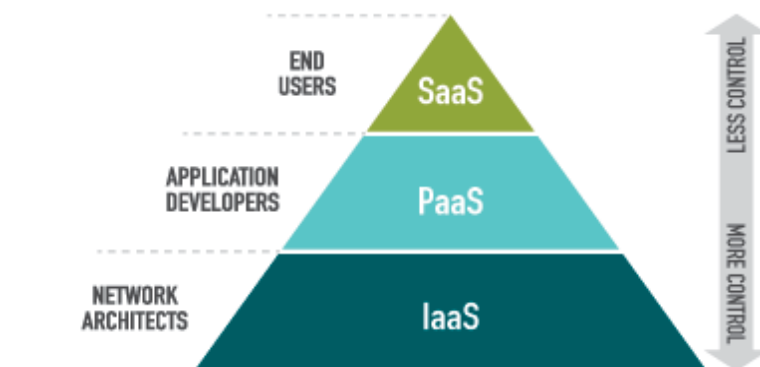 END
USERS
SaaS
LESS CONTROL
APPLICATION
DEVELOPERS
PaaS
MORE CONTROL
NETWORK
ARCHITECTS
IaaS